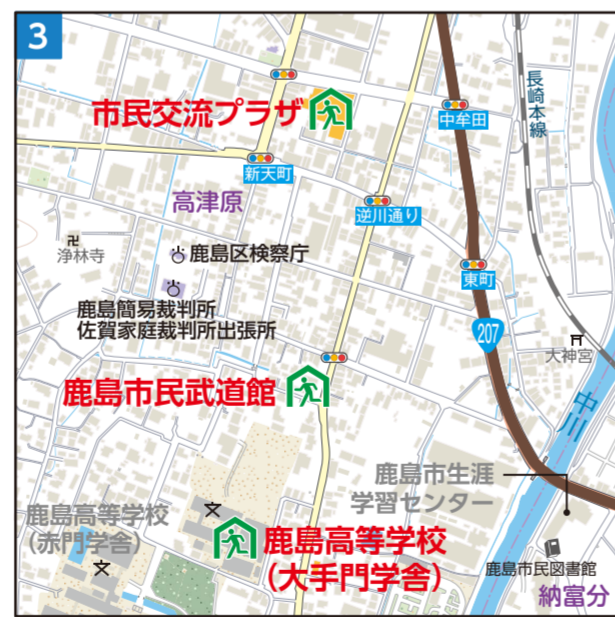 3
市民交流プラザ
中牟田
長崎本線
新天町
高津原
逆川通り
卍
浄林寺
鹿島区検察庁
東町
鹿島簡易裁判所
佐賀家庭裁判所出張所
207
大神宮
鹿島市民武道館
中川
鹿島市生涯
学習センター
鹿島高等学校
(赤門学舎)
文
鹿島高等学校
(大手門学舎)
文
鹿島市民図書館
納富分